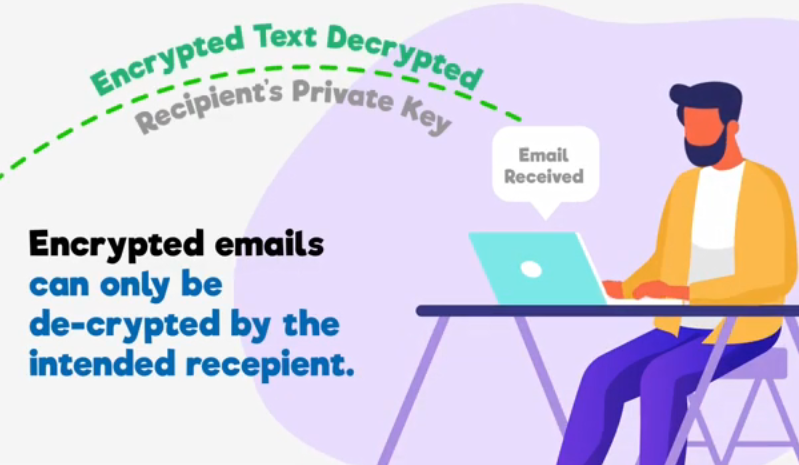 Encrypted Text Decrypted
Recipient's Private Key
Email
Received
Encrypted emails
can only be
de-crypted by the
intended recepient.